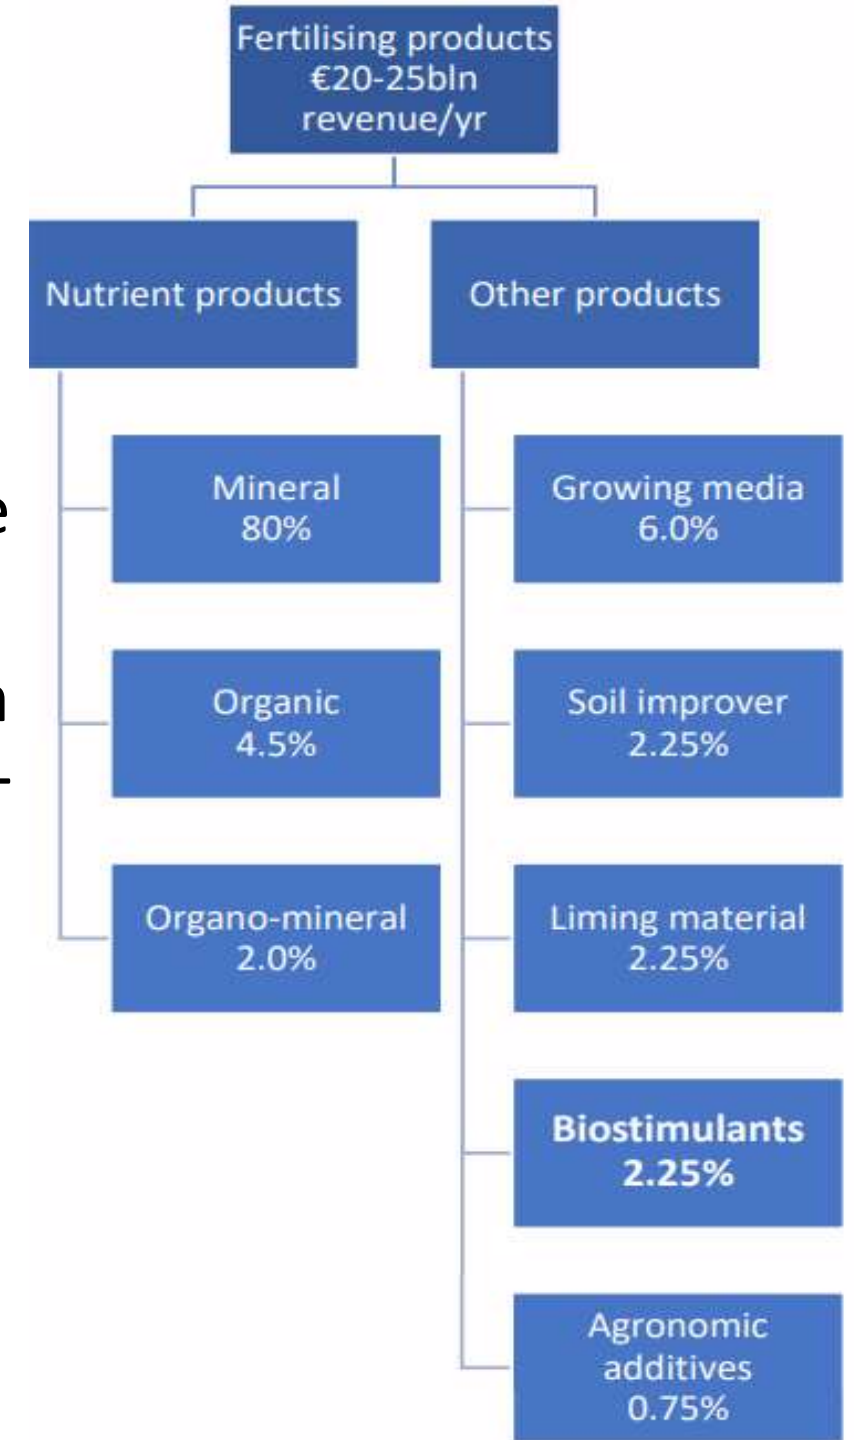 Fertilising products
€20-25bln
revenue/yr
Nutrient products
Other products
Mineral
80%
Growing media
6.0%
Organic
4.5%
Soil improver
2.25%
Organo-mineral
2.0%
Liming material
2.25%
Biostimulants
2.25%
Agronomic
additives
0.75%